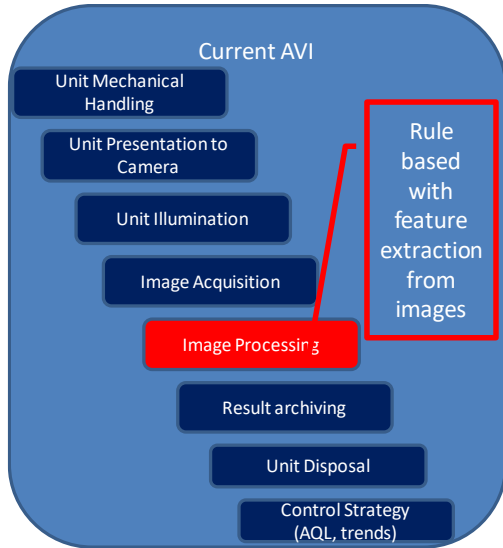 Current AVI
Unit Mechanical
Handling
Unit Presentation to
Camera
Unit Illumination
Image Acquisition
Image Processing
Result archiving
Unit Disposal
Control Strategy
(AQL, trends)
Rule
based
with
feature
extraction
from
images